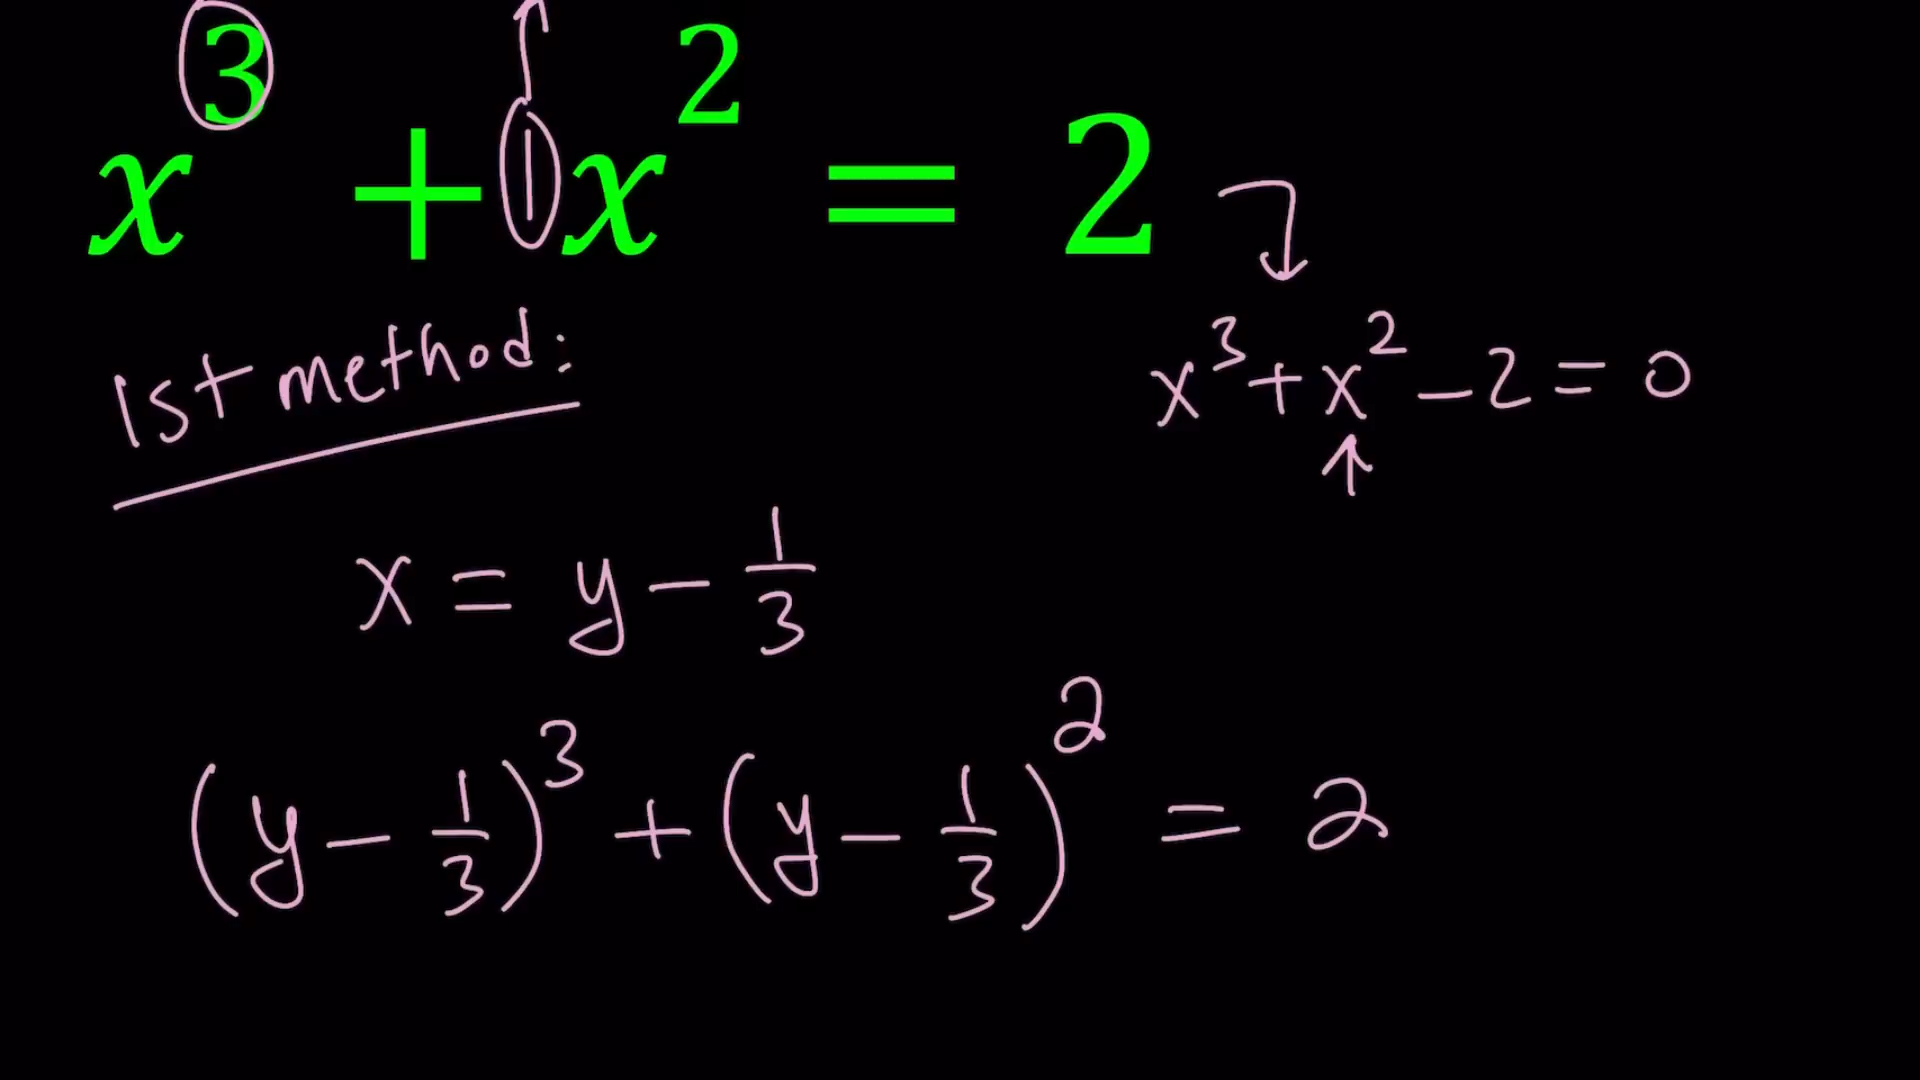 x³ + 1x² = 2
1st method:
x³ + x² − 2 = 0
x = y − 1/3
(y − 1/3)³ + (y − 1/3)² = 2